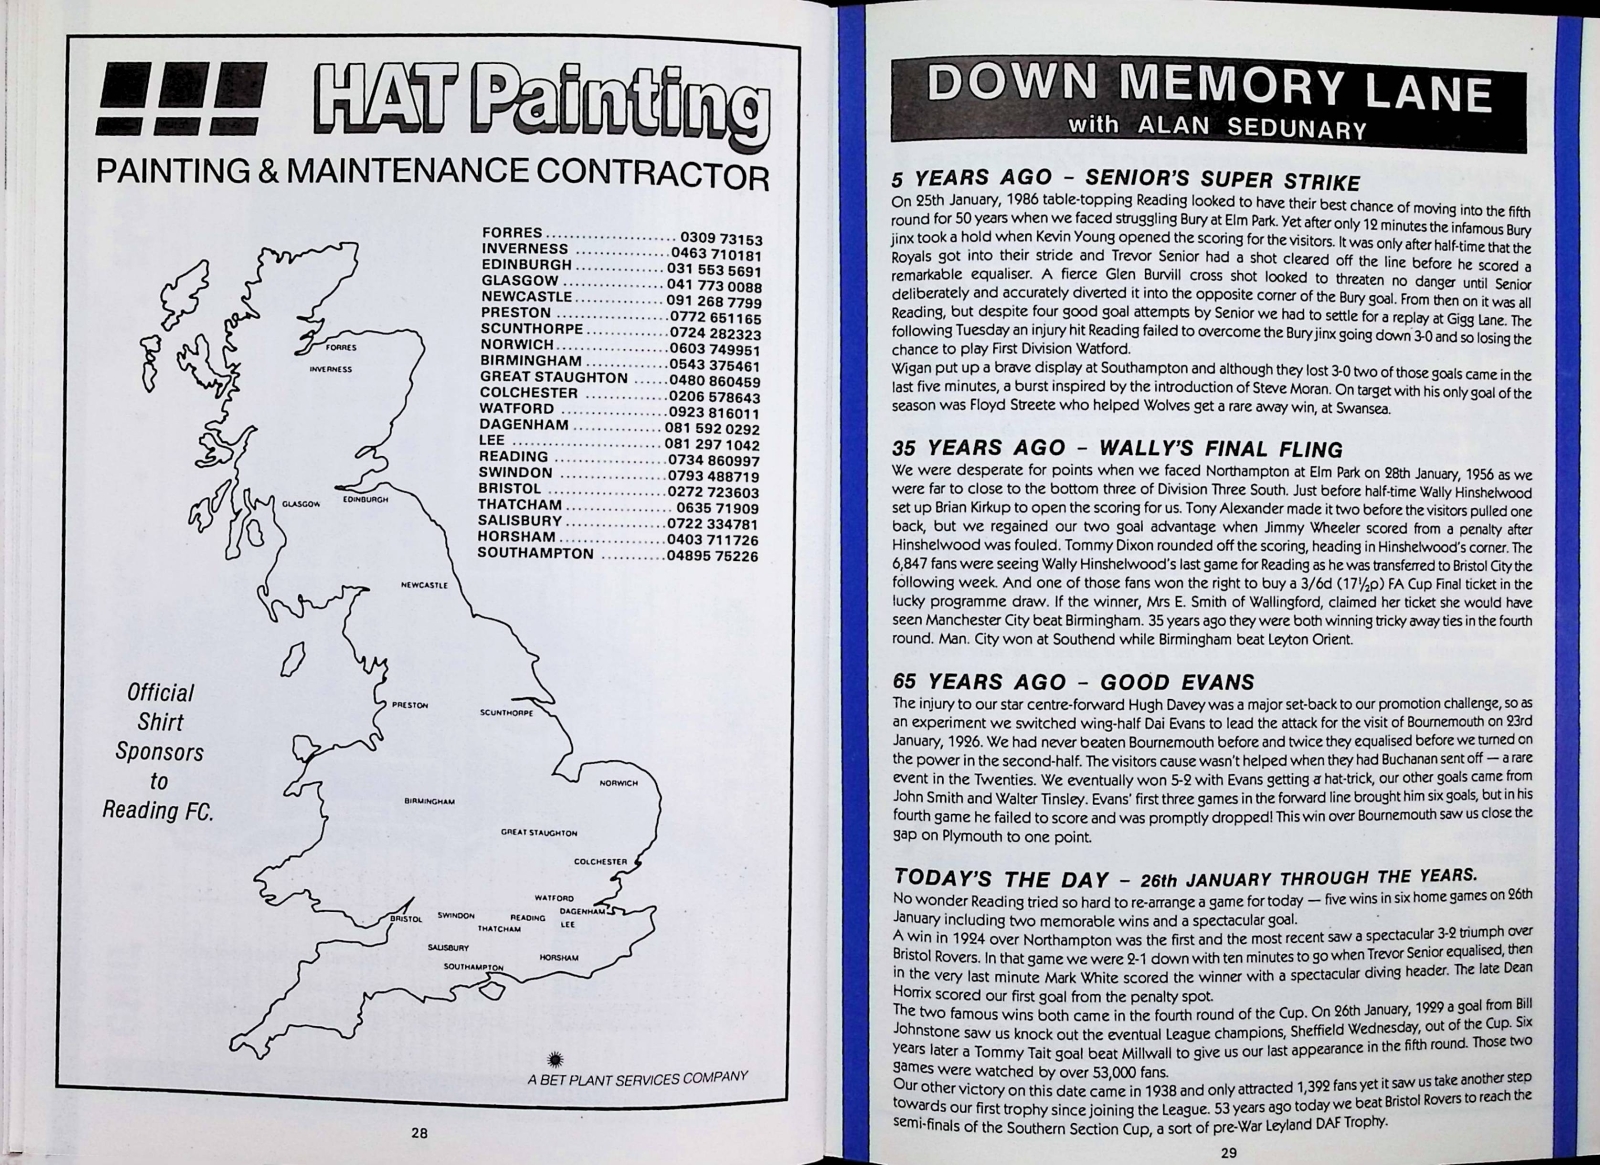 HAT Painting
PAINTING & MAINTENANCE CONTRACTOR
FORRES ....................... 0309 73153
INVERNESS ..................0463 710181
EDINBURGH ................031 553 5691
GLASGOW ...................041 773 0088
NEWCASTLE................091 268 7799
PRESTON .....................0772 651165
SCUNTHORPE...............0724 282323
NORWICH....................0603 749951
BIRMINGHAM ...............0543 375461
GREAT STAUGHTON ......0480 860459
COLCHESTER ...............0206 578643
WATFORD ...................0923 816011
DAGENHAM.................081 592 0292
LEE ............................081 297 1042
READING .....................0734 860997
SWINDON ...................0793 488719
BRISTOL ......................0272 723603
THATCHAM .................... 0635 71909
SALISBURY ..................0722 334781
HORSHAM ...................0403 711726
SOUTHAMPTON ...........04895 75226
FORRES
INVERNESS
GLASGOW
EDINBURGH
NEWCASTLE
Official
Shirt
Sponsors
to
Reading FC.
PRESTON
SCUNTHORPE
NORWICH
BIRMINGHAM
GREAT STAUGHTON
COLCHESTER
WATFORD
BRISTOL
SWINDON
READING
DAGENHAM
THATCHAM
LEE
SALISBURY
HORSHAM
SOUTHAMPTON
A BET PLANT SERVICES COMPANY
28
DOWN MEMORY LANE
with ALAN SEDUNARY
5 YEARS AGO – SENIOR'S SUPER STRIKE
On 25th January, 1986 table-topping Reading looked to have their best chance of moving into the fifth
round for 50 years when we faced struggling Bury at Elm Park. Yet after only 12 minutes the infamous Bury
jinx took a hold when Kevin Young opened the scoring for the visitors. It was only after half-time that the
Royals got into their stride and Trevor Senior had a shot cleared off the line before he scored a
remarkable equaliser. A fierce Glen Burvill cross shot looked to threaten no danger until Senior
deliberately and accurately diverted it into the opposite corner of the Bury goal. From then on it was all
Reading, but despite four good goal attempts by Senior we had to settle for a replay at Gigg Lane. The
following Tuesday an injury hit Reading failed to overcome the Bury jinx going down 3-0 and so losing the
chance to play First Division Watford.
Wigan put up a brave display at Southampton and although they lost 3-0 two of those goals came in the
last five minutes, a burst inspired by the introduction of Steve Moran. On target with his only goal of the
season was Floyd Streete who helped Wolves get a rare away win, at Swansea.
35 YEARS AGO – WALLY'S FINAL FLING
We were desperate for points when we faced Northampton at Elm Park on 28th January, 1956 as we
were far to close to the bottom three of Division Three South. Just before half-time Wally Hinshelwood
set up Brian Kirkup to open the scoring for us. Tony Alexander made it two before the visitors pulled one
back, but we regained our two goal advantage when Jimmy Wheeler scored from a penalty after
Hinshelwood was fouled. Tommy Dixon rounded off the scoring, heading in Hinshelwood's corner. The
6,847 fans were seeing Wally Hinshelwood's last game for Reading as he was transferred to Bristol City the
following week. And one of those fans won the right to buy a 3/6d (17½p) FA Cup Final ticket in the
lucky programme draw. If the winner, Mrs E. Smith of Wallingford, claimed her ticket she would have
seen Manchester City beat Birmingham. 35 years ago they were both winning tricky away ties in the fourth
round. Man. City won at Southend while Birmingham beat Leyton Orient.
65 YEARS AGO – GOOD EVANS
The injury to our star centre-forward Hugh Davey was a major set-back to our promotion challenge, so as
an experiment we switched wing-half Dai Evans to lead the attack for the visit of Bournemouth on 23rd
January, 1926. We had never beaten Bournemouth before and twice they equalised before we turned on
the power in the second-half. The visitors cause wasn't helped when they had Buchanan sent off — a rare
event in the Twenties. We eventually won 5-2 with Evans getting a hat-trick, our other goals came from
John Smith and Walter Tinsley. Evans' first three games in the forward line brought him six goals, but in his
fourth game he failed to score and was promptly dropped! This win over Bournemouth saw us close the
gap on Plymouth to one point.
TODAY'S THE DAY – 26th JANUARY THROUGH THE YEARS.
No wonder Reading tried so hard to re-arrange a game for today — five wins in six home games on 26th
January including two memorable wins and a spectacular goal.
A win in 1924 over Northampton was the first and the most recent saw a spectacular 3-2 triumph over
Bristol Rovers. In that game we were 2-1 down with ten minutes to go when Trevor Senior equalised, then
in the very last minute Mark White scored the winner with a spectacular diving header. The late Dean
Horrix scored our first goal from the penalty spot.
The two famous wins both came in the fourth round of the Cup. On 26th January, 1929 a goal from Bill
Johnstone saw us knock out the eventual League champions, Sheffield Wednesday, out of the Cup. Six
years later a Tommy Tait goal beat Millwall to give us our last appearance in the fifth round. Those two
games were watched by over 53,000 fans.
Our other victory on this date came in 1938 and only attracted 1,392 fans yet it saw us take another step
towards our first trophy since joining the League. 53 years ago today we beat Bristol Rovers to reach the
semi-finals of the Southern Section Cup, a sort of pre-War Leyland DAF Trophy.
29